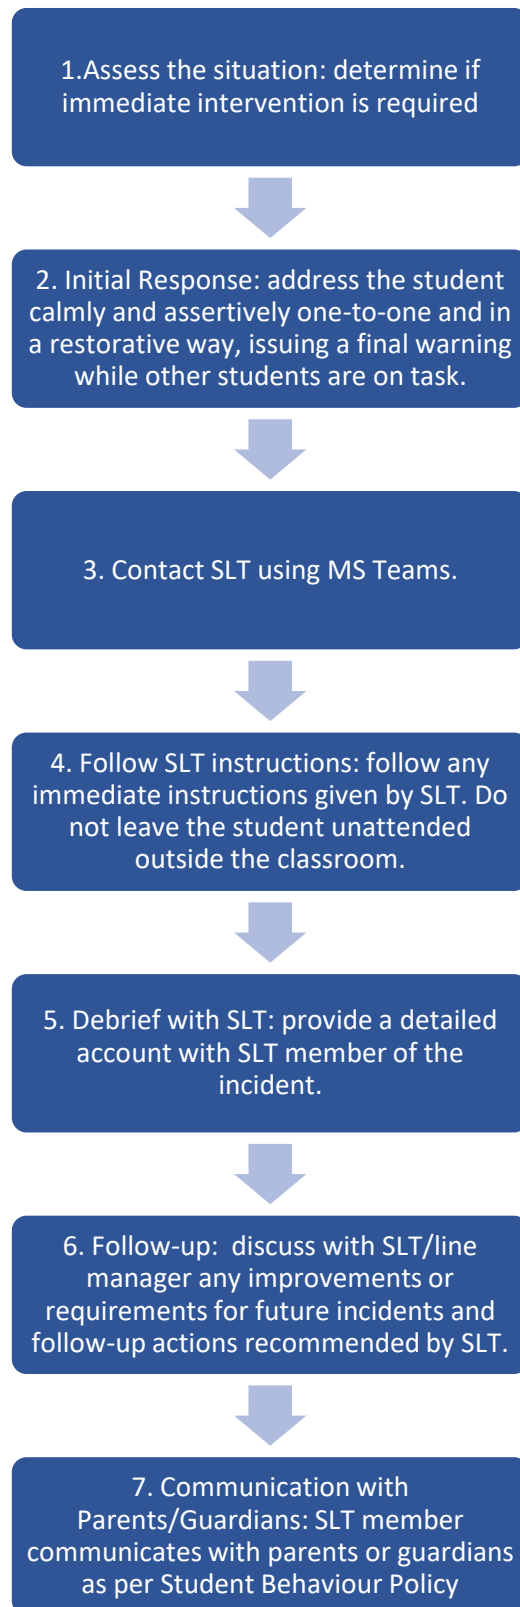 1.Assess the situation: determine if
immediate intervention is required
2. Initial Response: address the student
calmly and assertively one-to-one and in
a restorative way, issuing a final warning
while other students are on task.
3. Contact SLT using MS Teams.
4. Follow SLT instructions: follow any
immediate instructions given by SLT. Do
not leave the student unattended
outside the classroom.
5. Debrief with SLT: provide a detailed
account with SLT member of the
incident.
6. Follow-up:  discuss with SLT/line
manager any improvements or
requirements for future incidents and
follow-up actions recommended by SLT.
7. Communication with
Parents/Guardians: SLT member
communicates with parents or guardians
as per Student Behaviour Policy